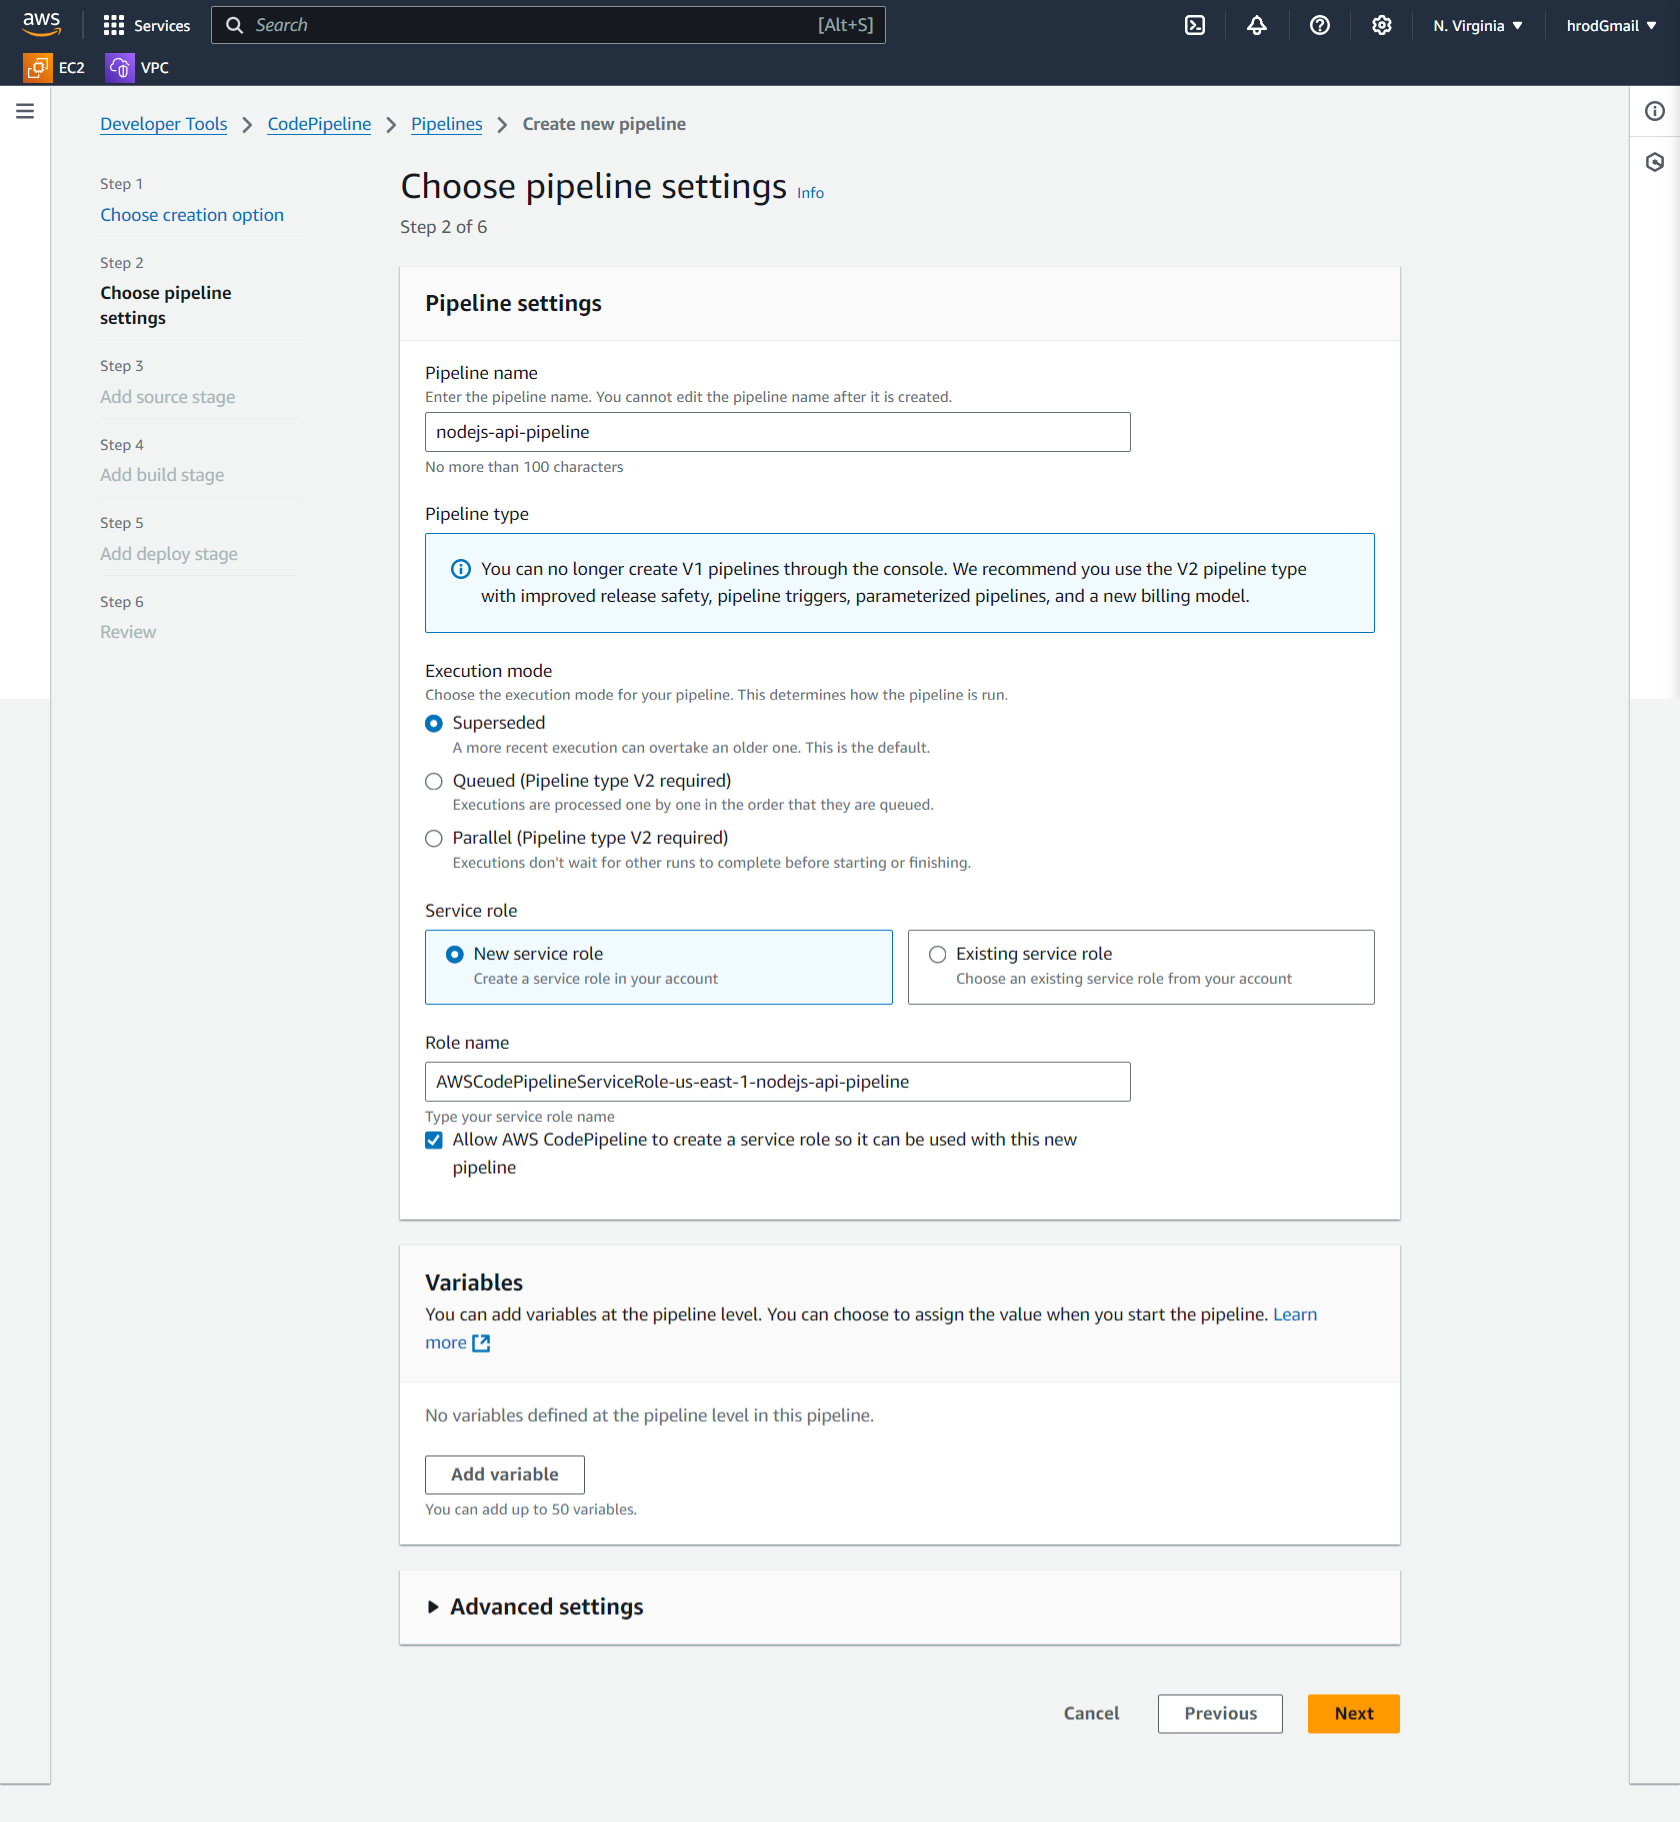 aws
Services
Search
[Alt+S]
N. Virginia
hrodGmail
EC2
VPC
Developer Tools
CodePipeline
Pipelines
Create new pipeline
Step 1
Choose creation option
Step 2
Choose pipeline
settings
Step 3
Add source stage
Step 4
Add build stage
Step 5
Add deploy stage
Step 6
Review
Choose pipeline settings Info
Step 2 of 6
Pipeline settings
Pipeline name
Enter the pipeline name. You cannot edit the pipeline name after it is created.
nodejs-api-pipeline
No more than 100 characters
Pipeline type
You can no longer create V1 pipelines through the console. We recommend you use the V2 pipeline type
with improved release safety, pipeline triggers, parameterized pipelines, and a new billing model.
Execution mode
Choose the execution mode for your pipeline. This determines how the pipeline is run.
Superseded
A more recent execution can overtake an older one. This is the default.
Queued (Pipeline type V2 required)
Executions are processed one by one in the order that they are queued.
Parallel (Pipeline type V2 required)
Executions don't wait for other runs to complete before starting or finishing.
Service role
New service role
Create a service role in your account
Existing service role
Choose an existing service role from your account
Role name
AWSCodePipelineServiceRole-us-east-1-nodejs-api-pipeline
Type your service role name
Allow AWS CodePipeline to create a service role so it can be used with this new
pipeline
Variables
You can add variables at the pipeline level. You can choose to assign the value when you start the pipeline. Learn
more
No variables defined at the pipeline level in this pipeline.
Add variable
You can add up to 50 variables.
Advanced settings
Cancel
Previous
Next